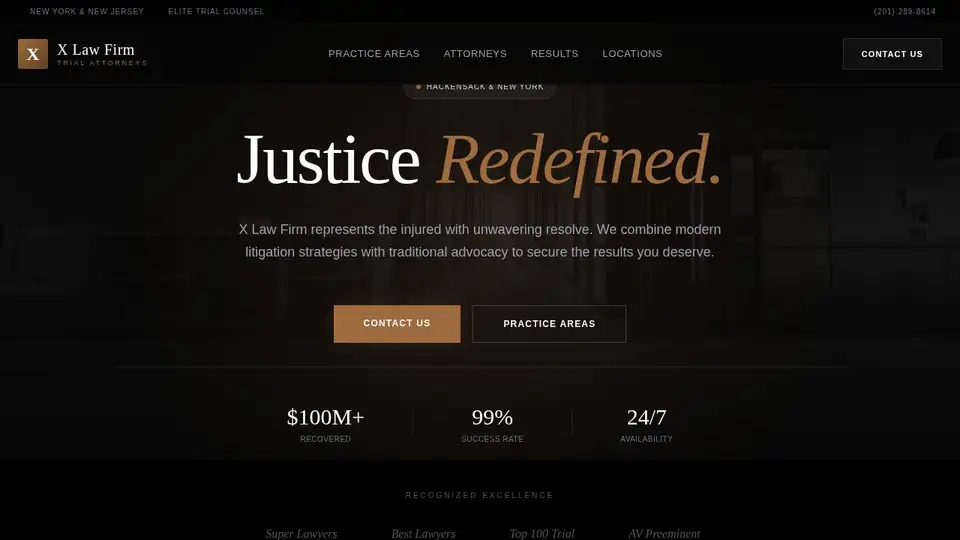 NEW YORK & NEW JERSEY
ELITE TRIAL COUNSEL
(201) 289-8614
X
X Law Firm
TRIAL ATTORNEYS
PRACTICE AREAS
ATTORNEYS
RESULTS
LOCATIONS
CONTACT US
HACKENSACK & NEW YORK
Justice Redefined.
X Law Firm represents the injured with unwavering resolve. We combine modern
litigation strategies with traditional advocacy to secure the results you deserve.
CONTACT US
PRACTICE AREAS
$100M+
RECOVERED
99%
SUCCESS RATE
24/7
AVAILABILITY
RECOGNIZED EXCELLENCE
Super Lawyers
Best Lawyers
Top 100 Trial
AV Preeminent